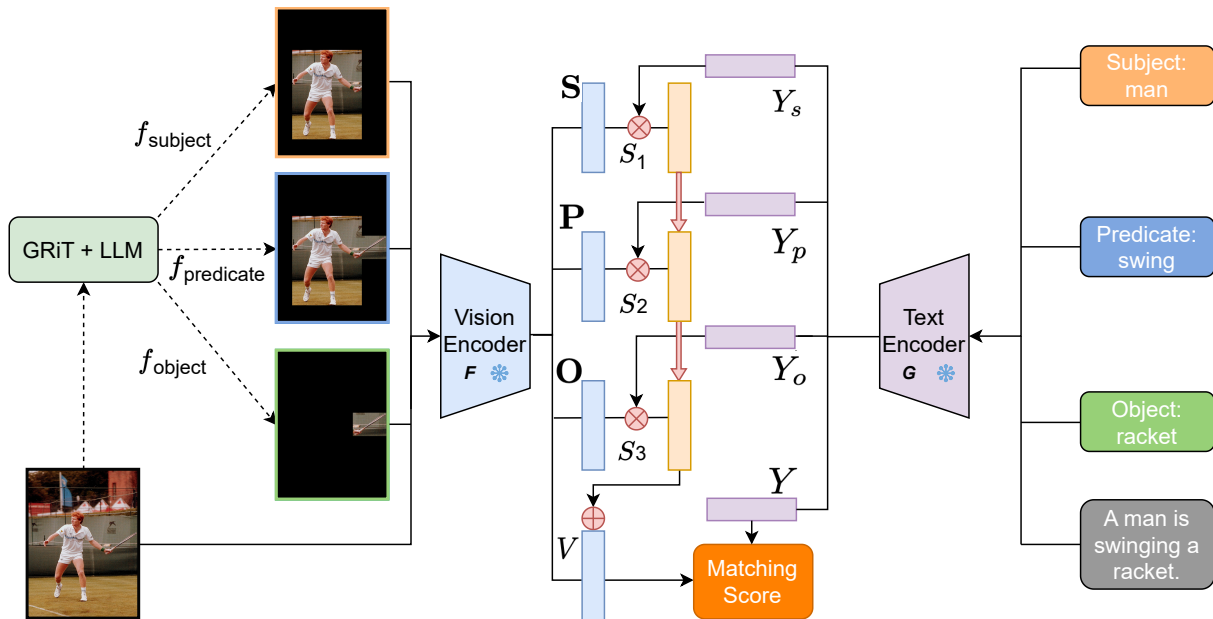 GRiT + LLM
f subject
f predicate
f object
Vision
Encoder
F
S
P
O
V
S1
S2
S3
Ys
Yp
Yo
Y
Matching
Score
Text
Encoder
G
Subject:
man
Predicate:
swing
Object:
racket
A man is
swinging a
racket.